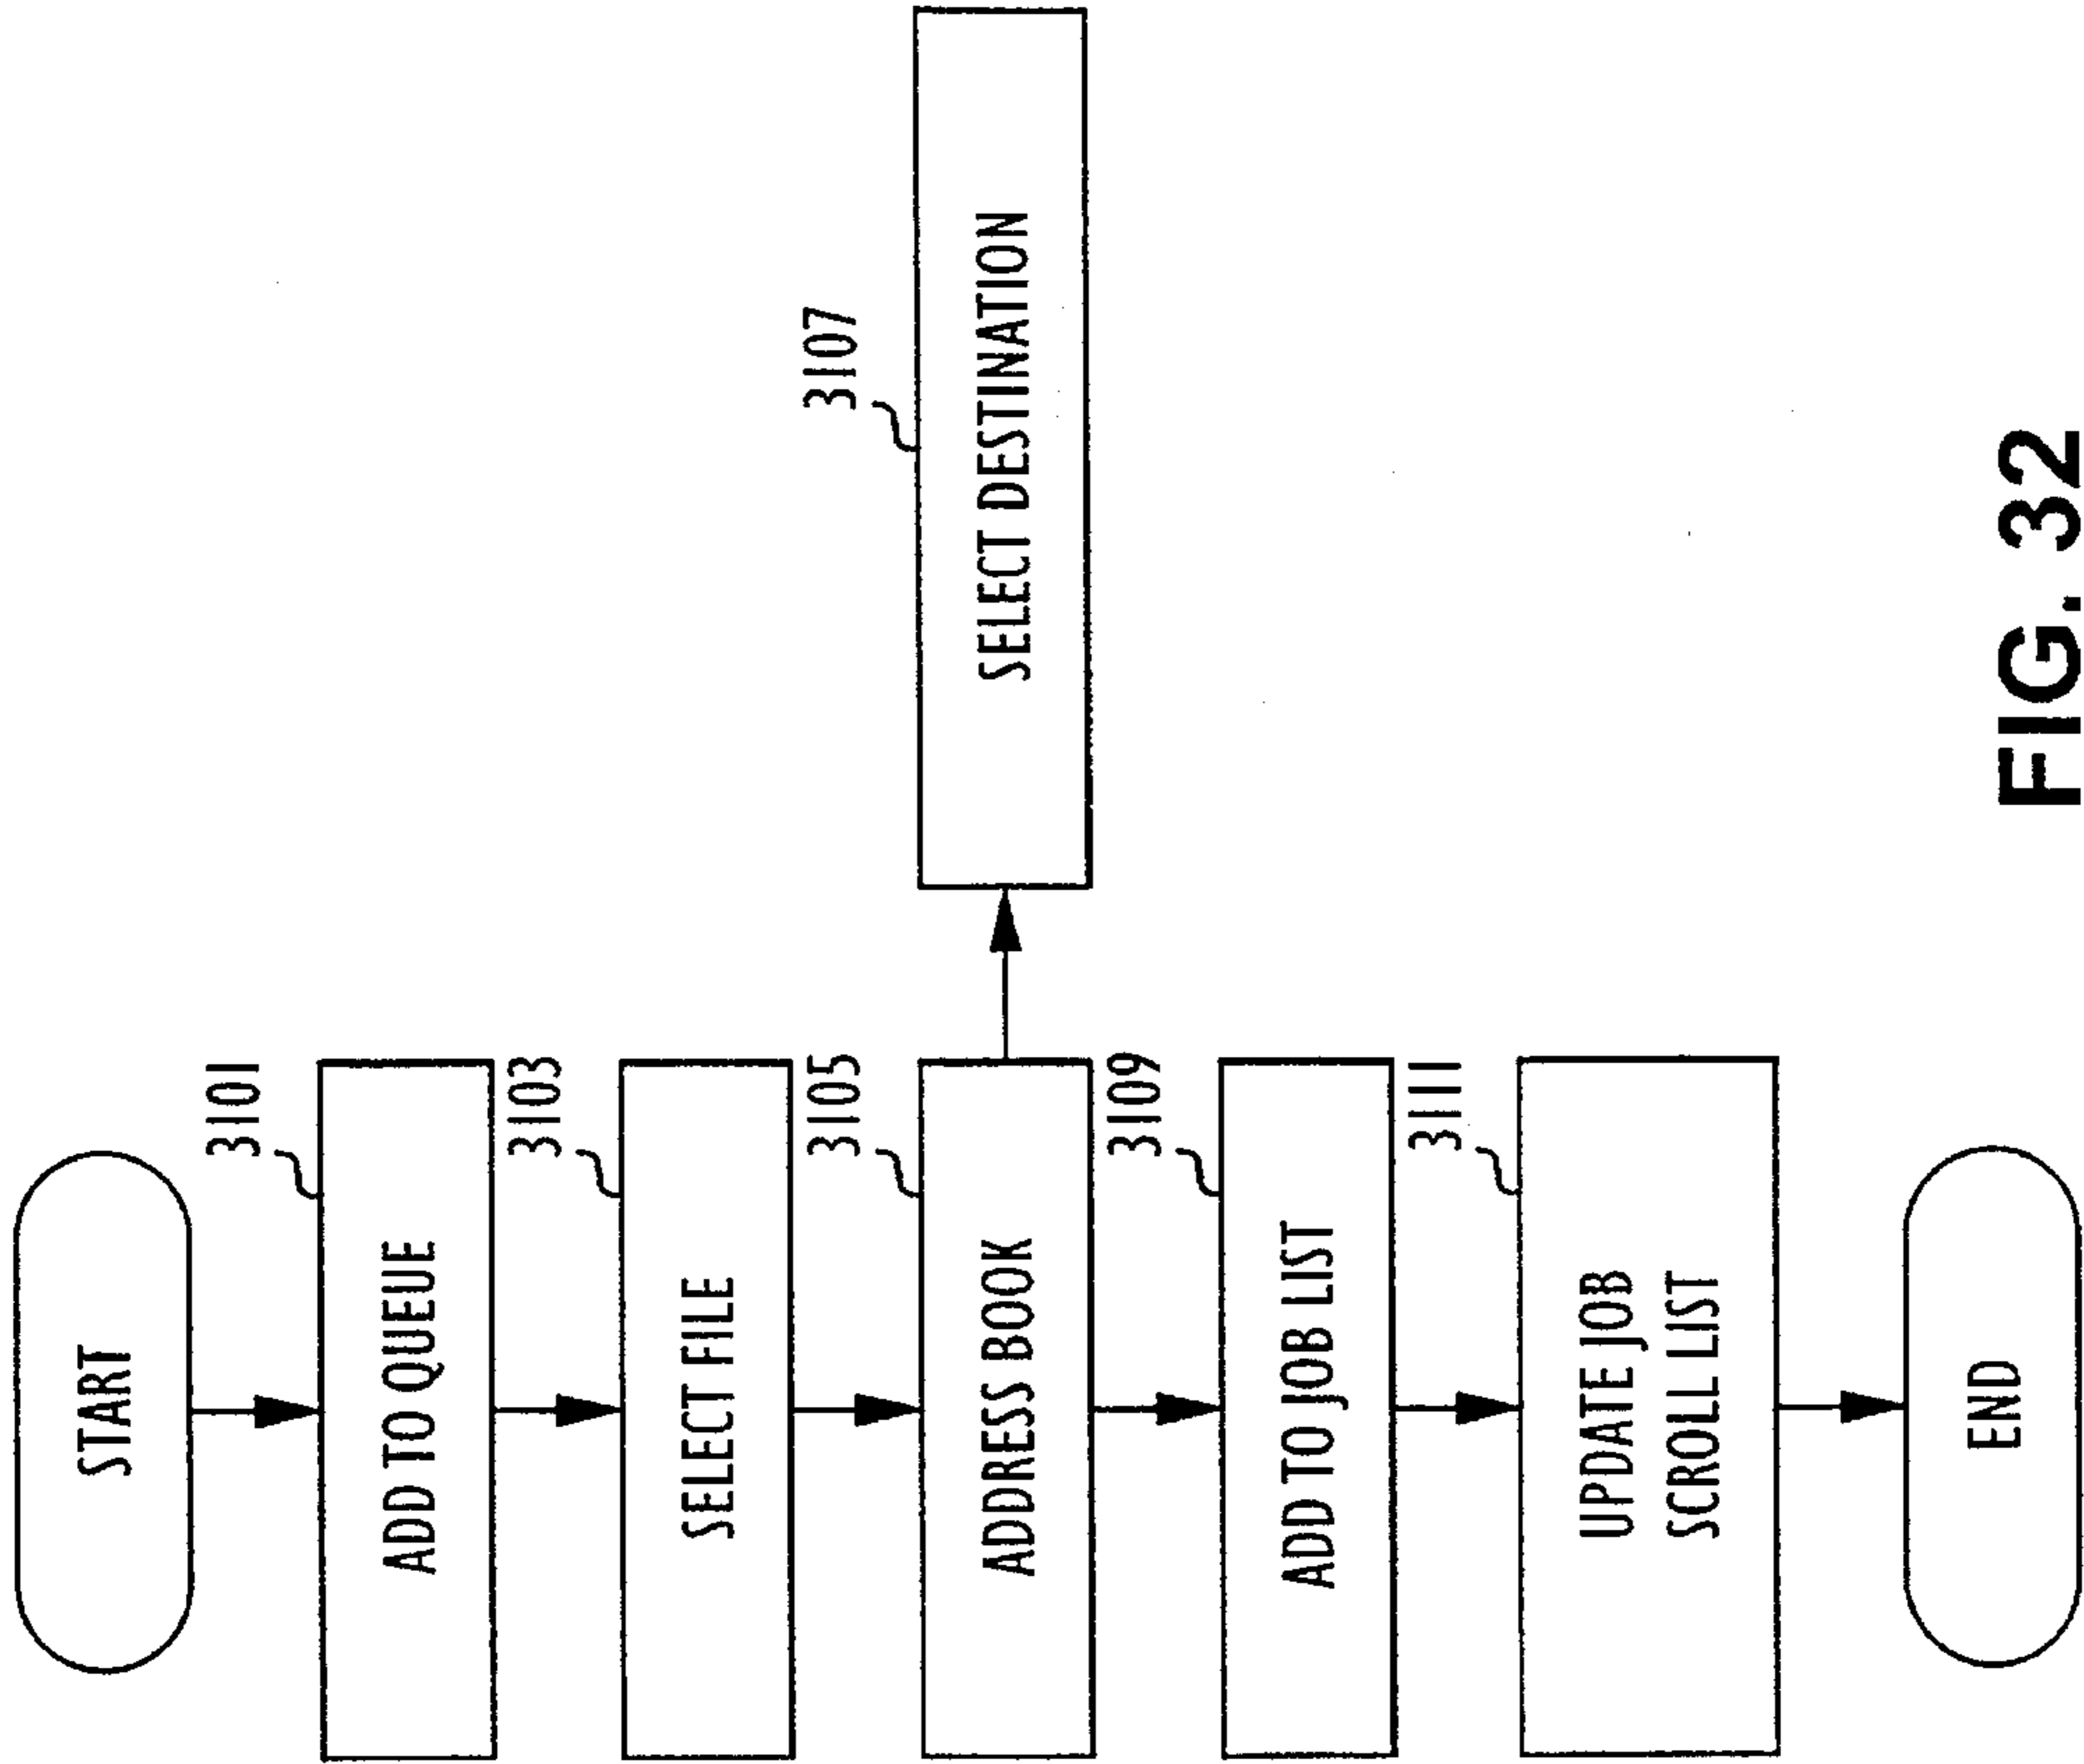 START
3101
ADD TO QUEUE
3103
SELECT FILE
3105
ADDRESS BOOK
3107
SELECT DESTINATION
3109
ADD TO JOB LIST
3111
UPDATE JOB
SCROLL LIST
END
FIG. 32